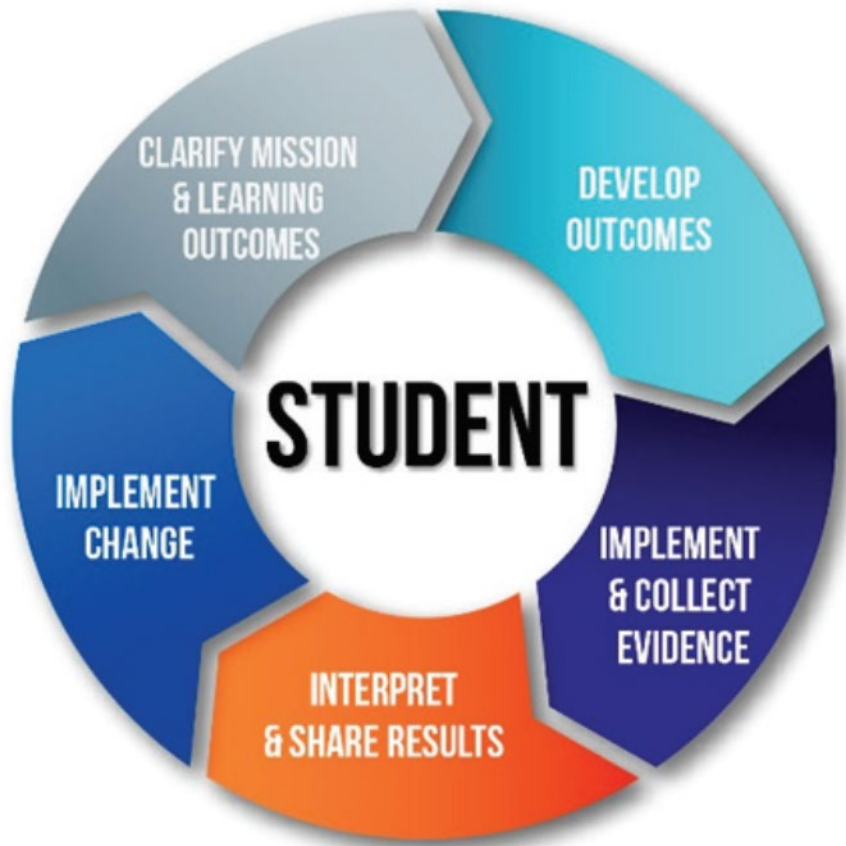 CLARIFY MISSION
& LEARNING
OUTCOMES
DEVELOP
OUTCOMES
STUDENT
IMPLEMENT
CHANGE
IMPLEMENT
& COLLECT
EVIDENCE
INTERPRET
& SHARE RESULTS